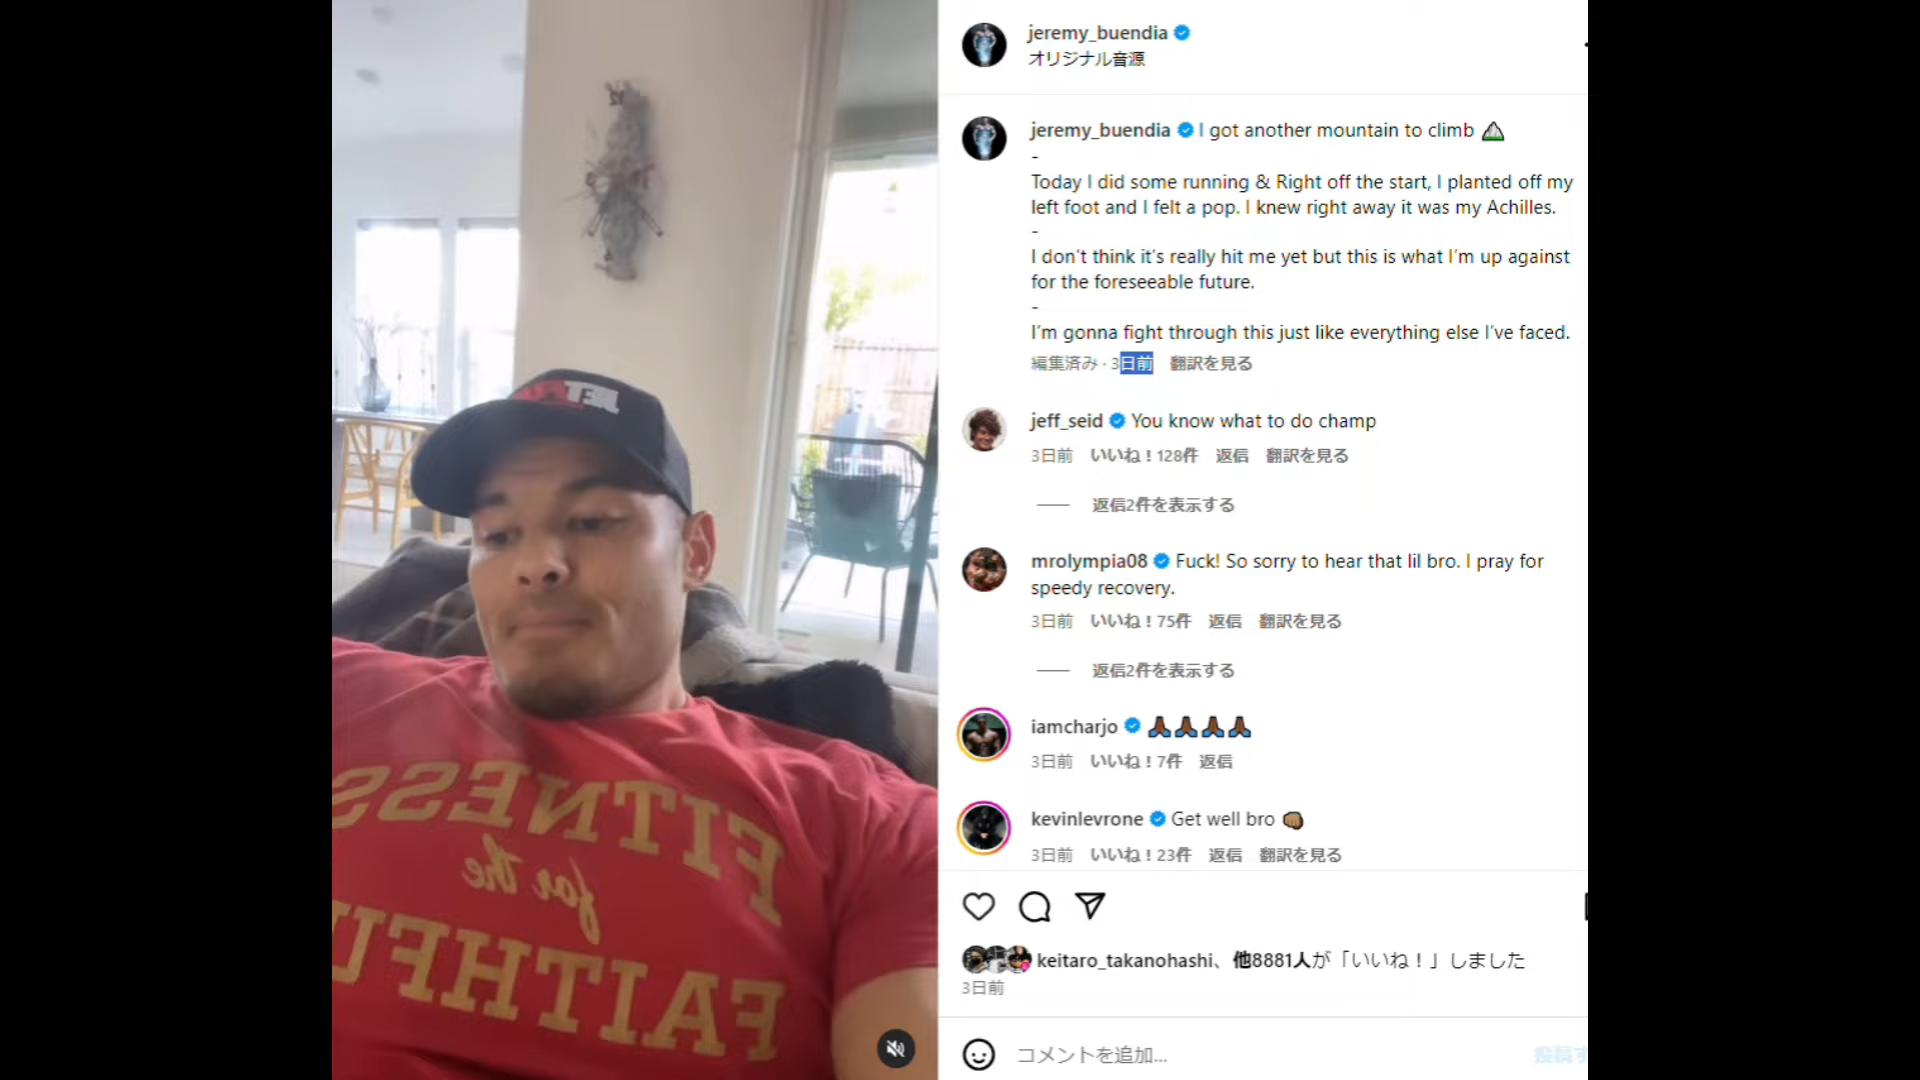 JETS
FITNESS
for the
FAITHFU
jeremy_buendia
オリジナル音源
jeremy_buendia I got another mountain to climb
-
Today I did some running & Right off the start, I planted off my
left foot and I felt a pop. I knew right away it was my Achilles.
-
I don't think it's really hit me yet but this is what I'm up against
for the foreseeable future.
-
I'm gonna fight through this just like everything else I've faced.
編集済み · 3日前 翻訳を見る
jeff_seid You know what to do champ
3日前 いいね！128件 返信 翻訳を見る
返信2件を表示する
mrolympia08 Fuck! So sorry to hear that lil bro. I pray for
speedy recovery.
3日前 いいね！75件 返信 翻訳を見る
返信2件を表示する
iamcharjo 🙏🏾🙏🏾🙏🏾🙏🏾
3日前 いいね！7件 返信
kevinlevrone Get well bro 👊🏽
3日前 いいね！23件 返信 翻訳を見る
keitaro_takanohashi、他8881人が「いいね！」しました
3日前
コメントを追加...
投稿す